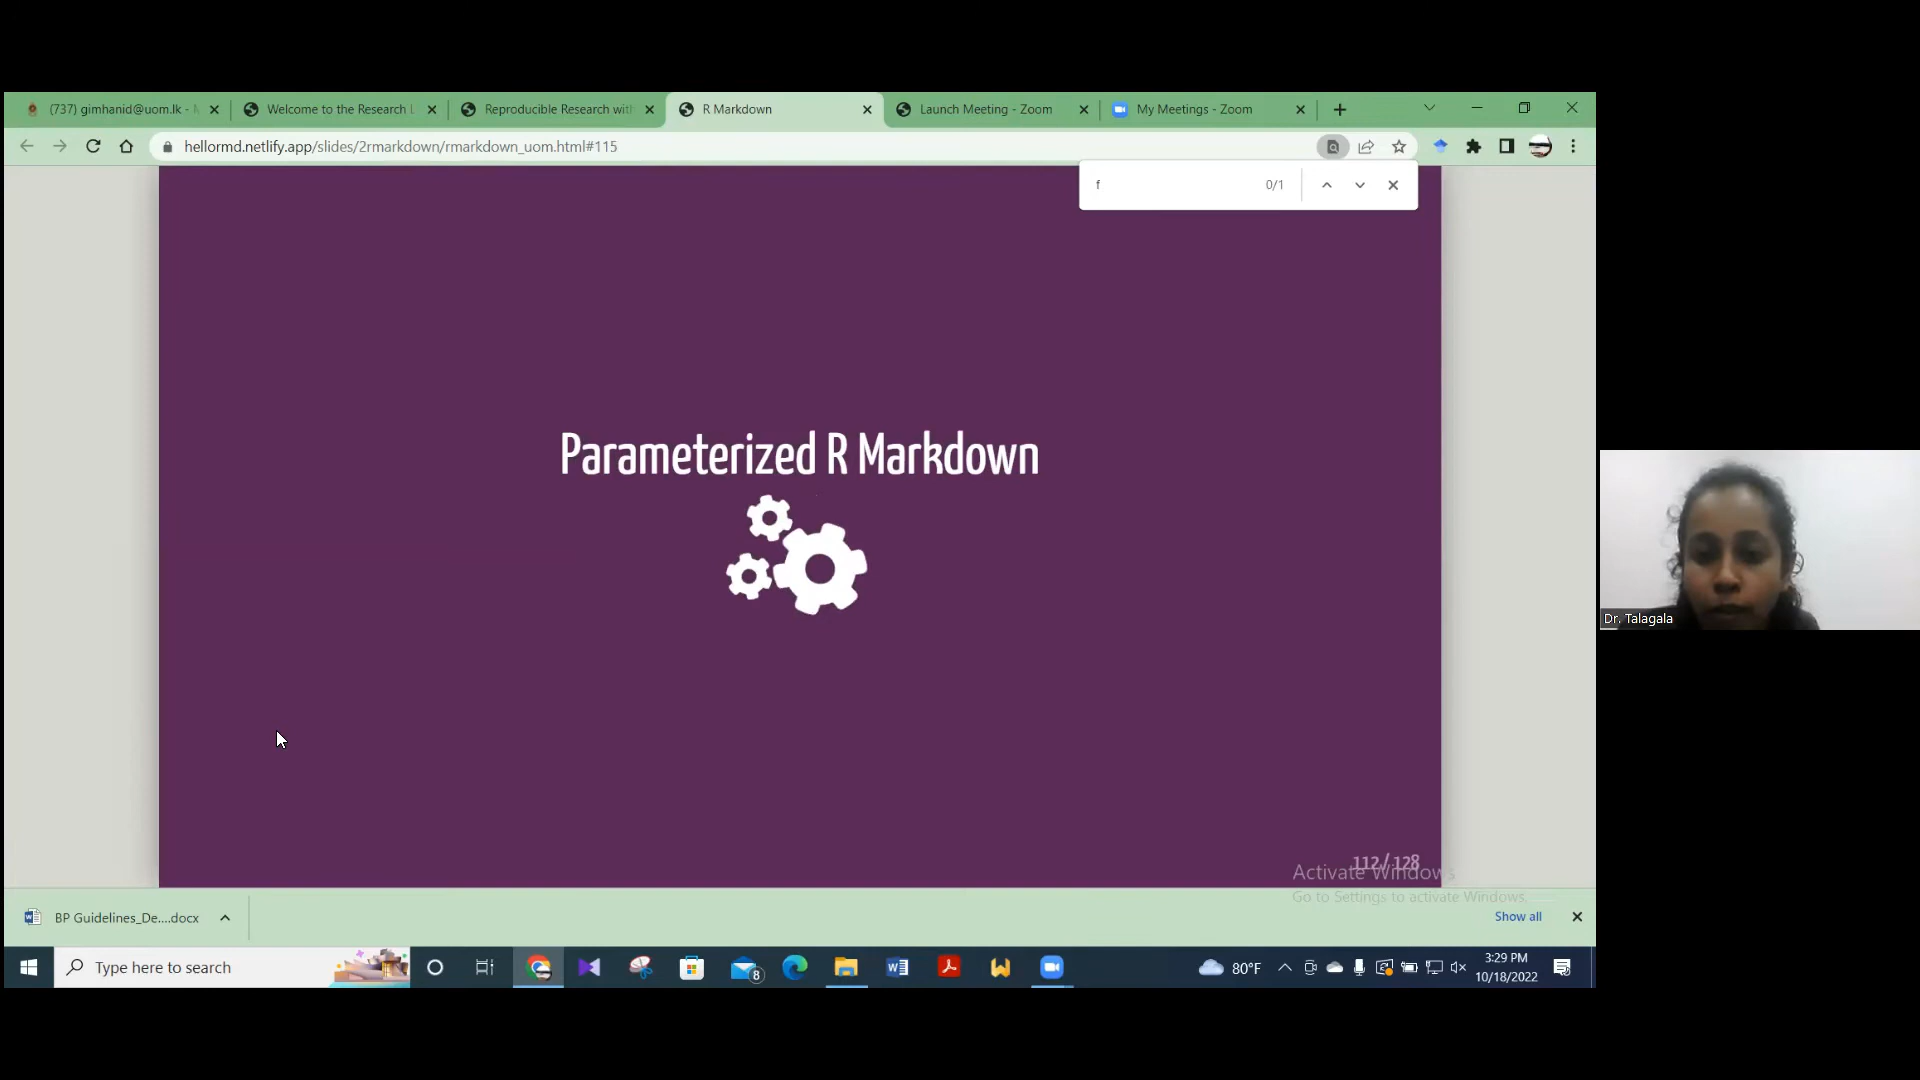 (737) gimhanid@uom.lk -
Welcome to the Research
Reproducible Research with
R Markdown
Launch Meeting - Zoom
My Meetings - Zoom
hellormd.netlify.app/slides/2rmarkdown/rmarkdown_uom.html#115
f
0/1
Parameterized R Markdown
Dr. Talagala
112 / 128
Activate Windows
Go to Settings to activate Windows.
BP Guidelines_De....docx
Show all
Type here to search
8
80°F
3:29 PM
10/18/2022